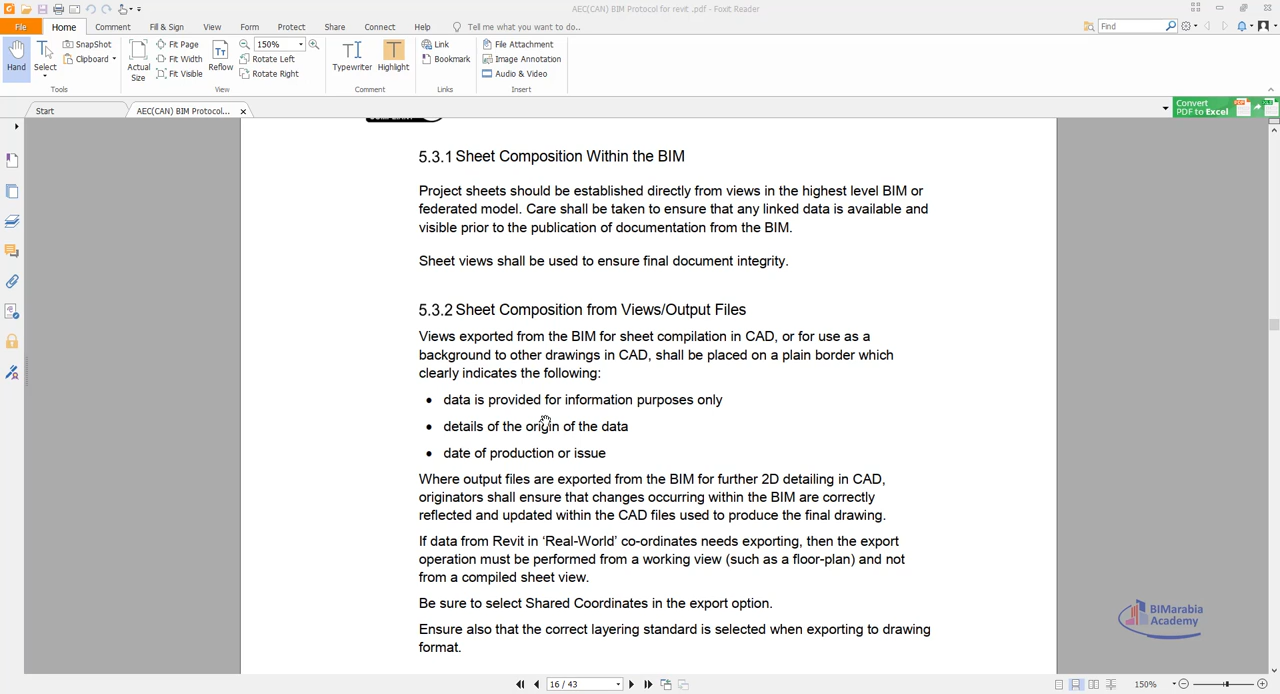 AEC(CAN) BIM Protocol for revit .pdf - Foxit Reader
File Home Comment Fill & Sign View Form Protect Share Connect Help Tell me what you want to do.. Find
Hand Select SnapShot Clipboard Actual Size Reflow Fit Page Fit Width Fit Visible 150% Rotate Left Rotate Right Typewriter Highlight Link Bookmark File Attachment Image Annotation Audio & Video
Tools View Comment Links Insert
Start AEC(CAN) BIM Protocol...
Convert
PDF to Excel
5.3.1 Sheet Composition Within the BIM
Project sheets should be established directly from views in the highest level BIM or
federated model. Care shall be taken to ensure that any linked data is available and
visible prior to the publication of documentation from the BIM.
Sheet views shall be used to ensure final document integrity.
5.3.2 Sheet Composition from Views/Output Files
Views exported from the BIM for sheet compilation in CAD, or for use as a
background to other drawings in CAD, shall be placed on a plain border which
clearly indicates the following:
• data is provided for information purposes only
• details of the origin of the data
• date of production or issue
Where output files are exported from the BIM for further 2D detailing in CAD,
originators shall ensure that changes occurring within the BIM are correctly
reflected and updated within the CAD files used to produce the final drawing.
If data from Revit in ‘Real-World’ co-ordinates needs exporting, then the export
operation must be performed from a working view (such as a floor-plan) and not
from a compiled sheet view.
Be sure to select Shared Coordinates in the export option.
Ensure also that the correct layering standard is selected when exporting to drawing
format.
BIMarabia
Academy
16 / 43 150%